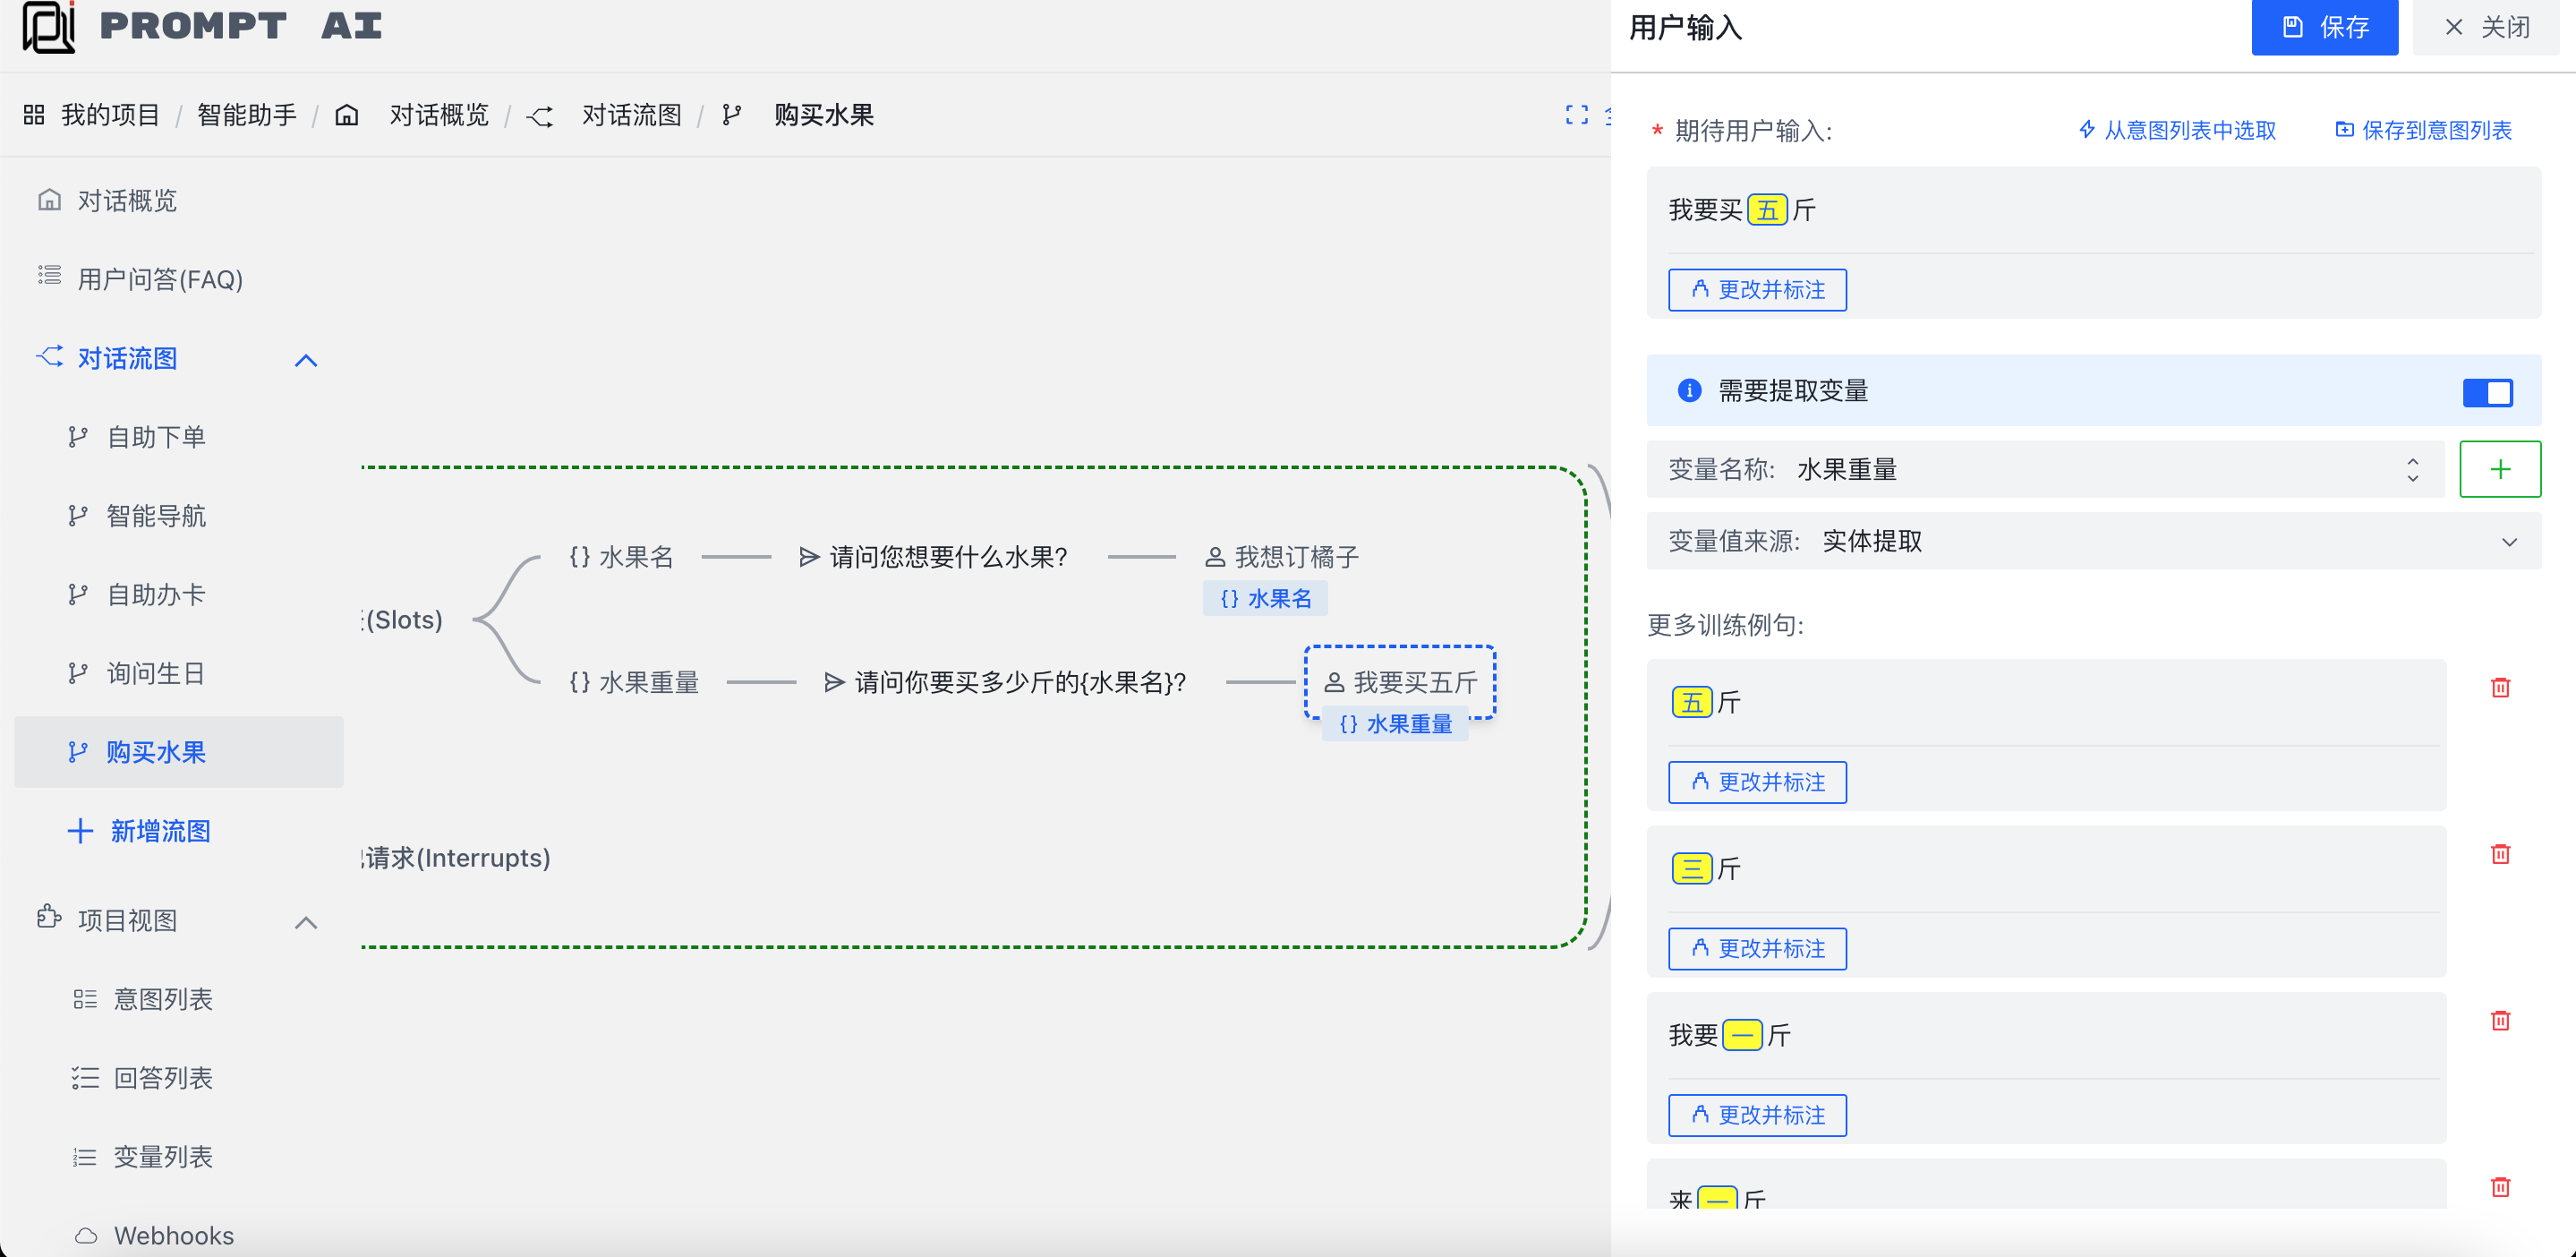 PROMPT AI
我的项目 / 智能助手 / 对话概览 / 对话流图 / 购买水果
对话概览
用户问答(FAQ)
对话流图
自助下单
智能导航
自助办卡
询问生日
购买水果
新增流图
项目视图
意图列表
回答列表
变量列表
Webhooks
(Slots)
{} 水果名
请问您想要什么水果?
我想订橘子
{} 水果名
{} 水果重量
请问你要买多少斤的{水果名}?
我要买五斤
{} 水果重量
请求(Interrupts)
用户输入
保存
关闭
* 期待用户输入:
从意图列表中选取
保存到意图列表
我要买五斤
更改并标注
需要提取变量
变量名称: 水果重量
变量值来源: 实体提取
更多训练例句:
五斤
更改并标注
三斤
更改并标注
我要一斤
更改并标注
来一斤